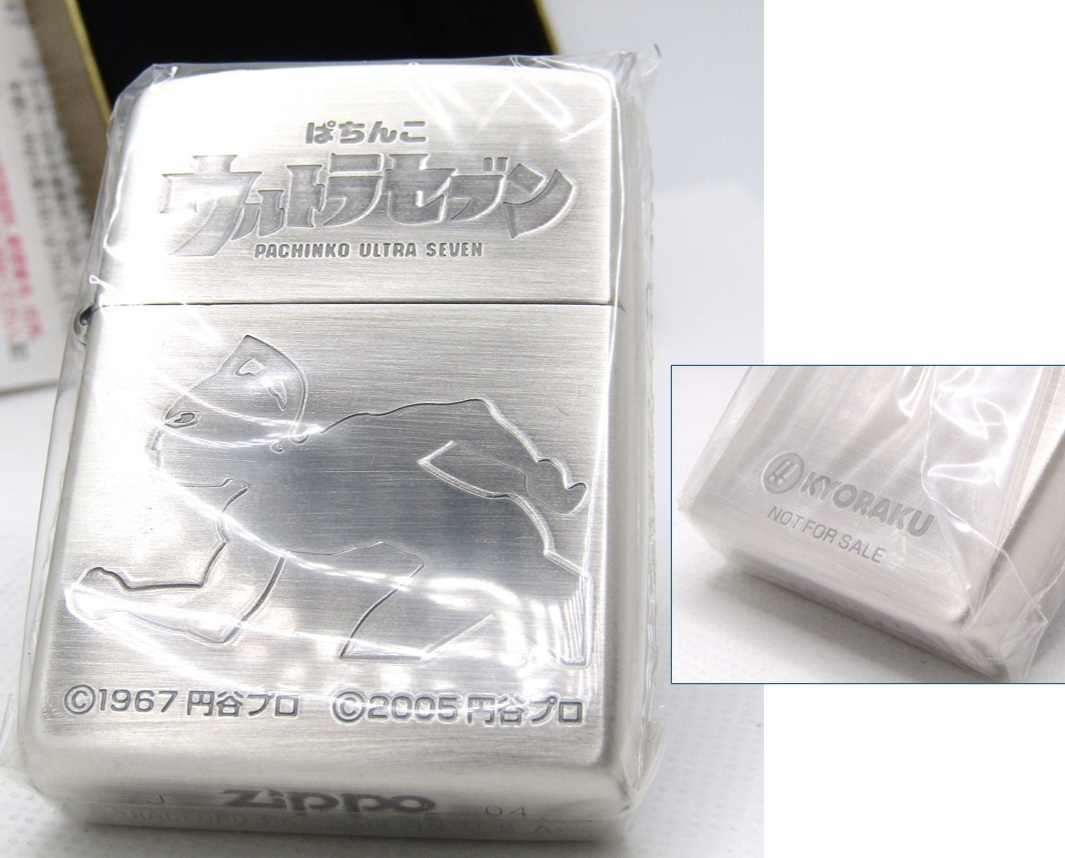 ぱちんこ
ウルトラセブン
PACHINKO ULTRA SEVEN
©1967 円谷プロ ©2005 円谷プロ
J zippo 04
KYORAKU
NOT FOR SALE